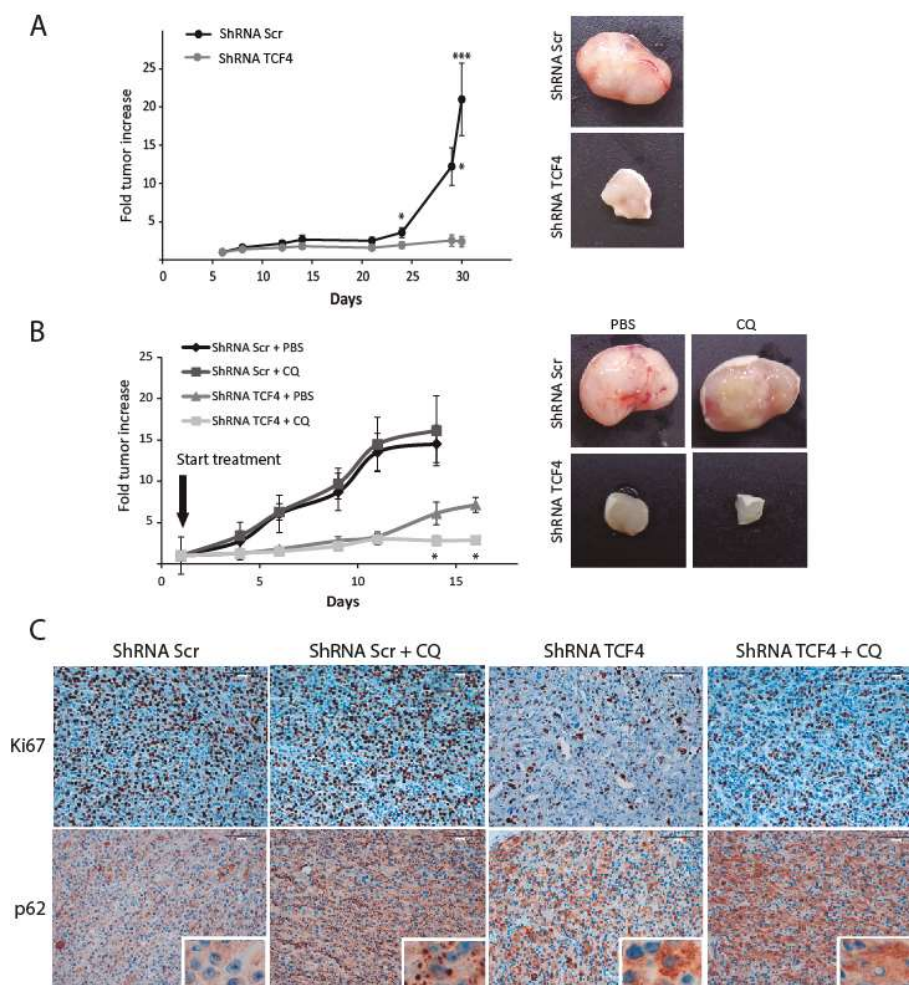 A
ShRNA Scr
ShRNA TCF4
Fold tumor increase
25
20
15
10
5
0 5 10 15 20 25 30
Days
*
*
***
ShRNA Scr
ShRNA TCF4
B
ShRNA Scr + PBS
ShRNA Scr + CQ
ShRNA TCF4 + PBS
ShRNA TCF4 + CQ
Fold tumor increase
25
20
15
10
5
Start treatment
0 5 10 15
Days
* *
PBS CQ
ShRNA Scr
ShRNA TCF4
C
ShRNA Scr ShRNA Scr + CQ ShRNA TCF4 ShRNA TCF4 + CQ
Ki67
p62